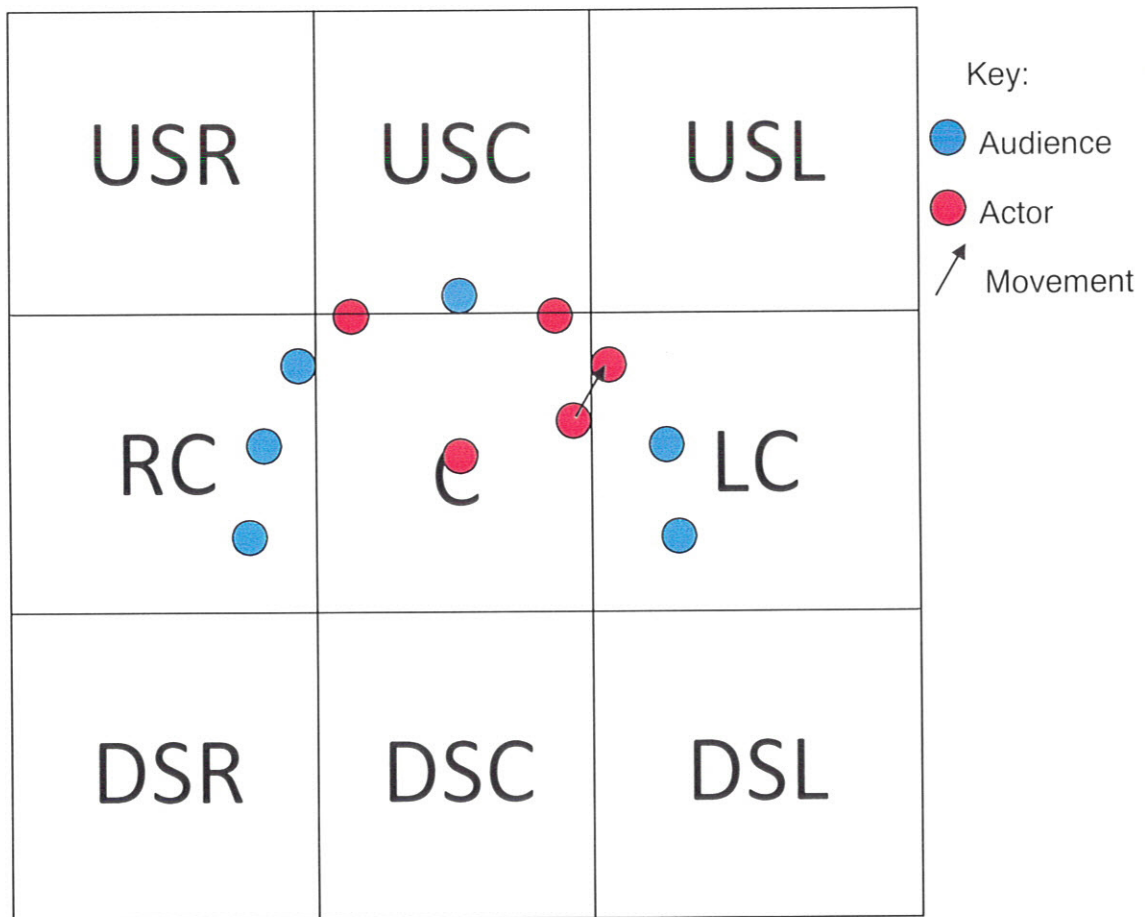 USR USC USL
Key:
Audience
Actor
Movement
RC C LC
DSR DSC DSL